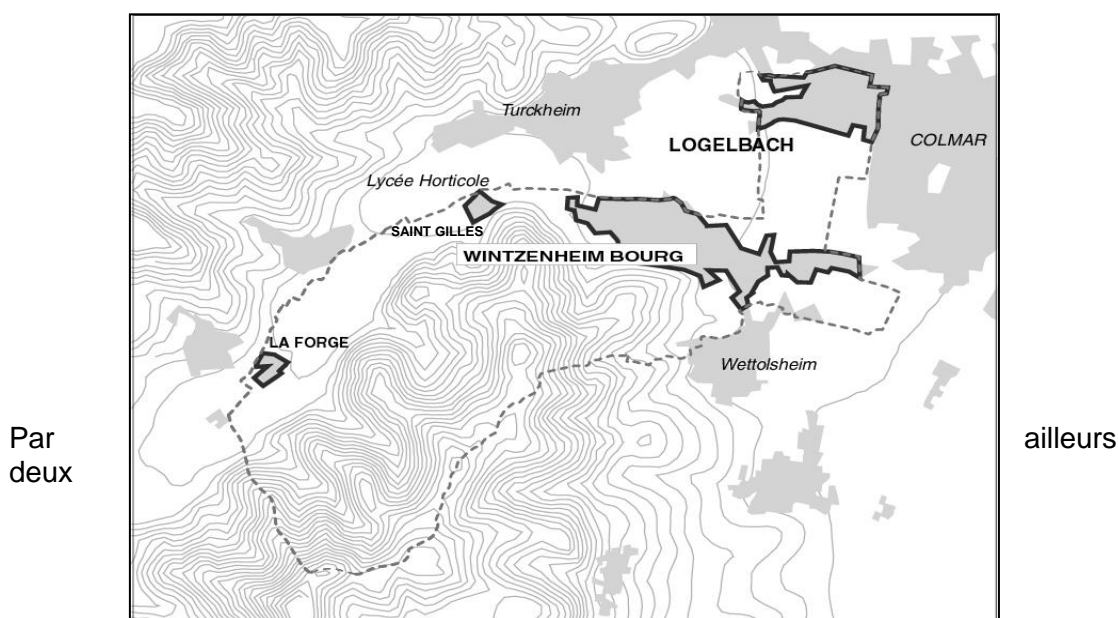 Turckheim
LOGELBACH
COLMAR
Lycée Horticole
SAINT GILLES
WINTZENHEIM BOURG
LA FORGE
Wettolsheim
Par ailleurs
deux